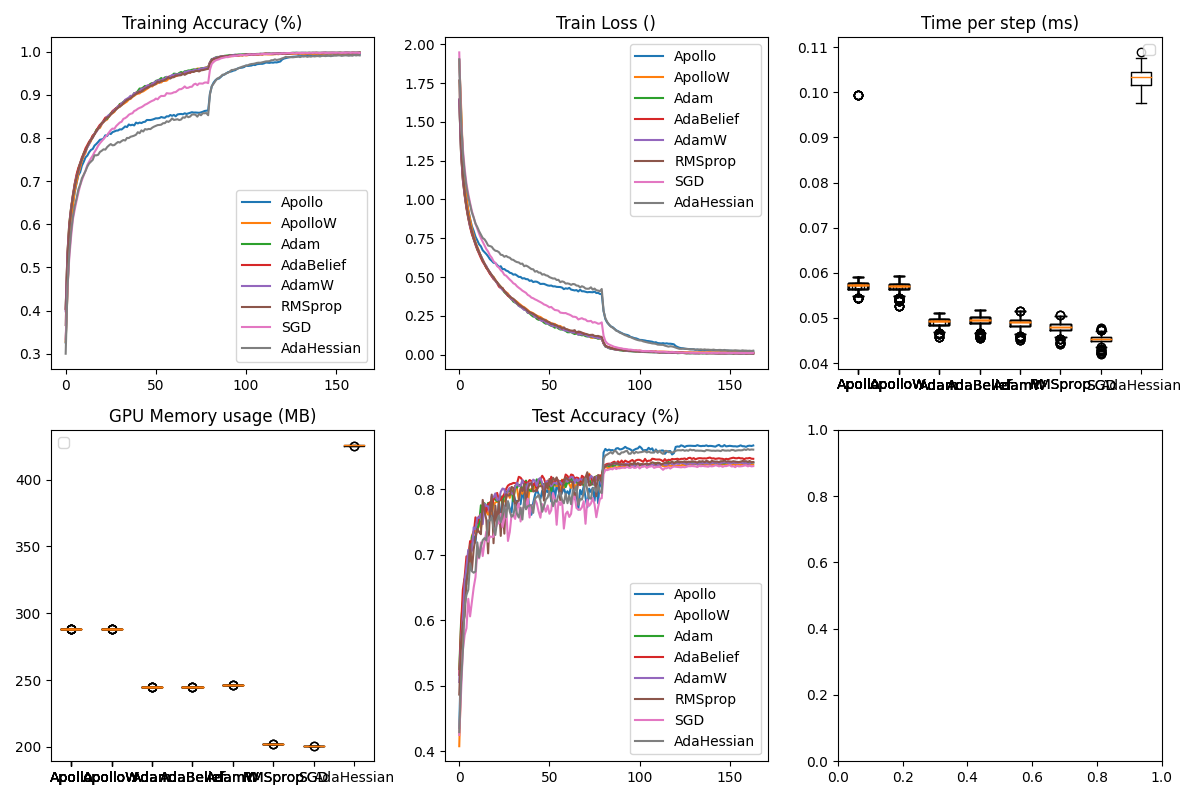 Training Accuracy (%)
1.0
0.9
0.8
0.7
0.6
0.5
0.4
0.3
0
50
100
150
Apollo
ApolloW
Adam
AdaBelief
AdamW
RMSprop
SGD
AdaHessian
Train Loss ()
2.00
1.75
1.50
1.25
1.00
0.75
0.50
0.25
0.00
0
50
100
150
Apollo
ApolloW
Adam
AdaBelief
AdamW
RMSprop
SGD
AdaHessian
Time per step (ms)
0.11
0.10
0.09
0.08
0.07
0.06
0.05
0.04
Apollo
ApolloW
Adam
AdaBelief
AdamW
RMSprop
SGD
AdaHessian
GPU Memory usage (MB)
400
350
300
250
200
Apollo
ApolloW
Adam
AdaBelief
AdamW
RMSprop
SGD
AdaHessian
Test Accuracy (%)
0.8
0.7
0.6
0.5
0.4
0
50
100
150
Apollo
ApolloW
Adam
AdaBelief
AdamW
RMSprop
SGD
AdaHessian
1.0
0.8
0.6
0.4
0.2
0.0
0.0
0.2
0.4
0.6
0.8
1.0